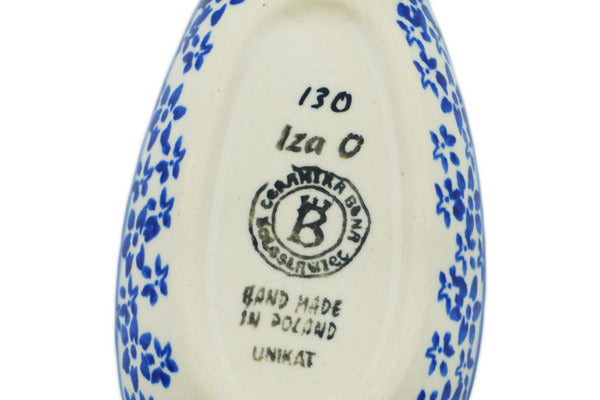 130
Iza O
CERAMIKA BONA
BOLESŁAWIEC
B
HAND MADE
IN POLAND
UNIKAT